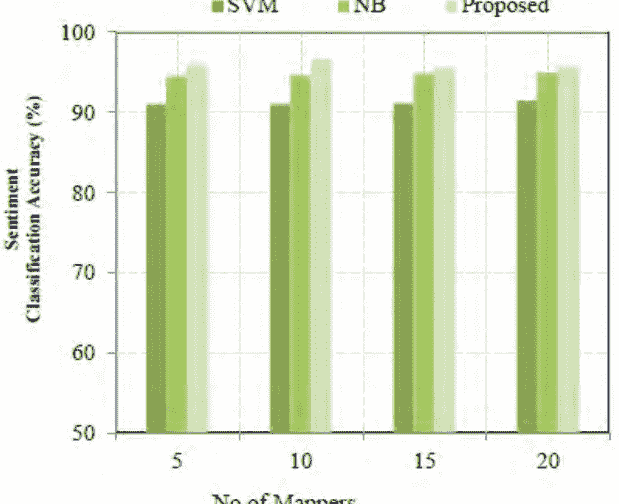 SVM NB Proposed
100
90
80
70
60
50
Sentiment
Classification Accuracy (%)
5 10 15 20
No of Mappers